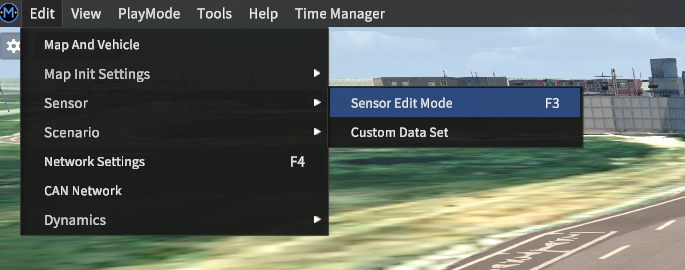 M Edit View PlayMode Tools Help Time Manager
Map And Vehicle
Map Init Settings
Sensor
Sensor Edit Mode F3
Scenario
Custom Data Set
Network Settings F4
CAN Network
Dynamics